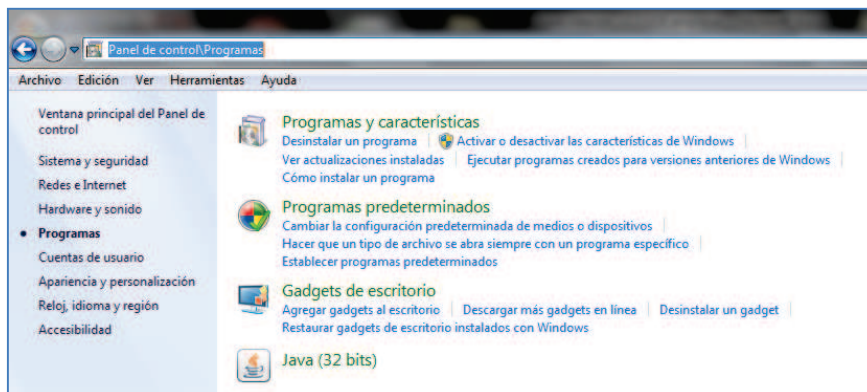 Panel de control\Programas
Archivo Edición Ver Herramientas Ayuda
Ventana principal del Panel de
control
Sistema y seguridad
Redes e Internet
Hardware y sonido
Programas
Cuentas de usuario
Apariencia y personalización
Reloj, idioma y región
Accesibilidad
Programas y características
Desinstalar un programa Activar o desactivar las características de Windows
Ver actualizaciones instaladas Ejecutar programas creados para versiones anteriores de Windows
Cómo instalar un programa
Programas predeterminados
Cambiar la configuración predeterminada de medios o dispositivos
Hacer que un tipo de archivo se abra siempre con un programa específico
Establecer programas predeterminados
Gadgets de escritorio
Agregar gadgets al escritorio Descargar más gadgets en línea Desinstalar un gadget
Restaurar gadgets de escritorio instalados con Windows
Java (32 bits)